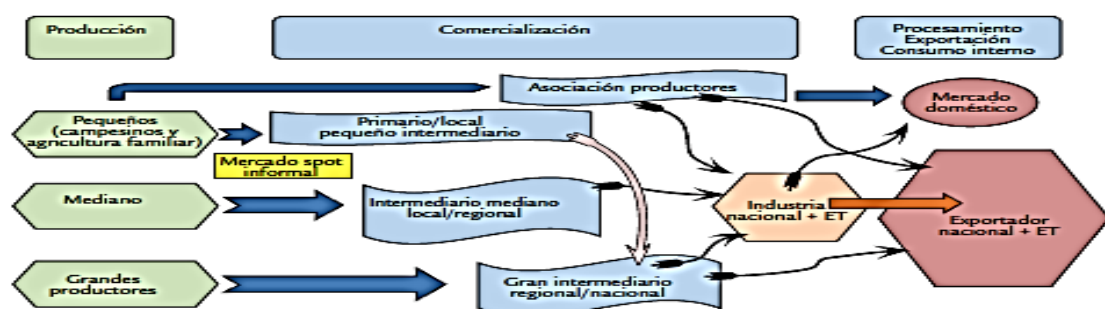 Producción
Comercialización
Procesamiento
Exportación
Consumo interno
Asociación productores
Mercado
doméstico
Pequeños
(campesinos y
agricultura familiar)
Primario/local
pequeño intermediario
Mercado spot
informal
Mediano
Intermediario mediano
local/regional
Industria
nacional + ET
Exportador
nacional + ET
Grandes
productores
Gran intermediario
regional/nacional